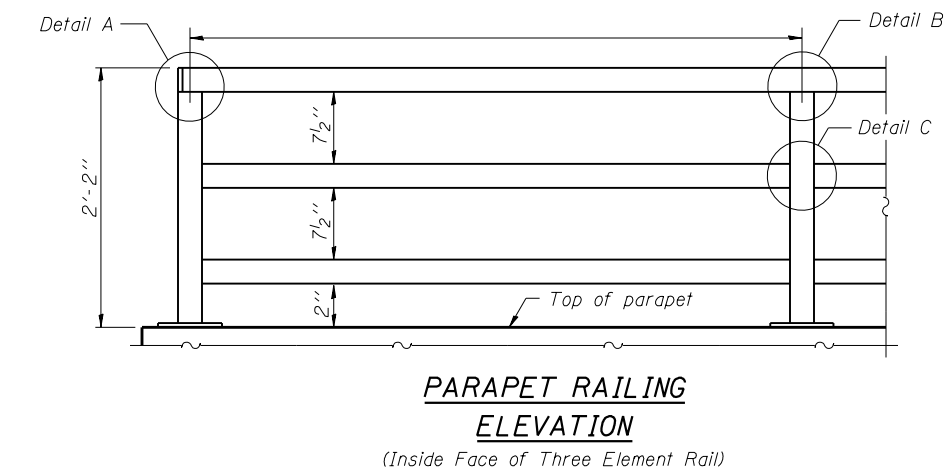 Detail A
Detail B
7½"
Detail C
2'-2"
7½"
2"
Top of parapet
PARAPET RAILING
ELEVATION
(Inside Face of Three Element Rail)